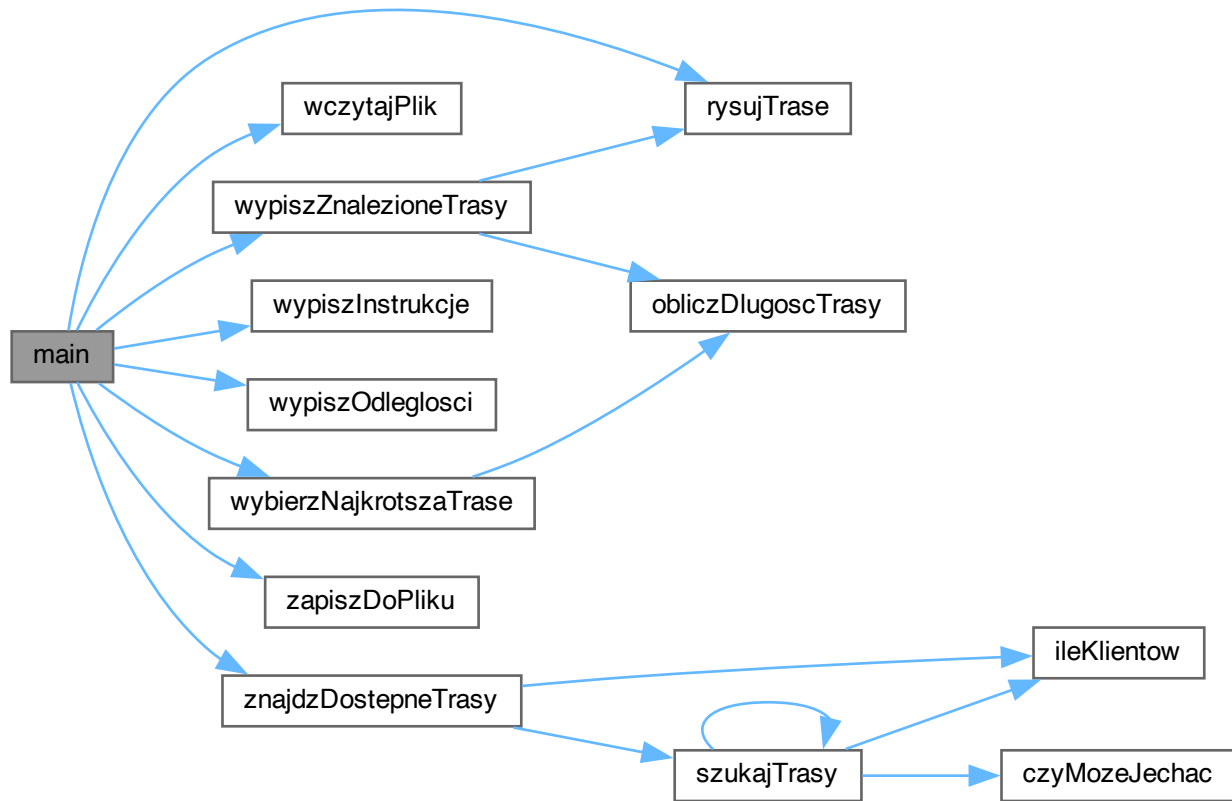 rysujTrase
wczytajPlik
wypiszZnalezioneTrasy
wypiszInstrukcje
obliczDlugoscTrasy
main
wypiszOdleglosci
wybierzNajkrotszaTrase
zapiszDoPliku
ileKlientow
znajdzDostepneTrasy
szukajTrasy
czyMozeJechac